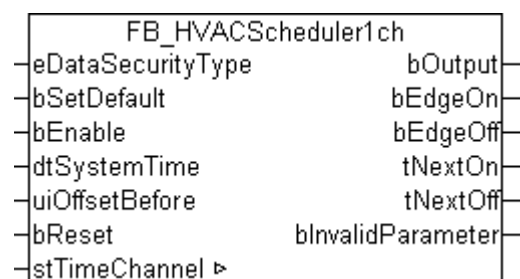 FB_HVACScheduler1ch
eDataSecurityType bOutput
bSetDefault bEdgeOn
bEnable bEdgeOff
dtSystemTime tNextOn
uiOffsetBefore tNextOff
bReset bInvalidParameter
stTimeChannel ▹